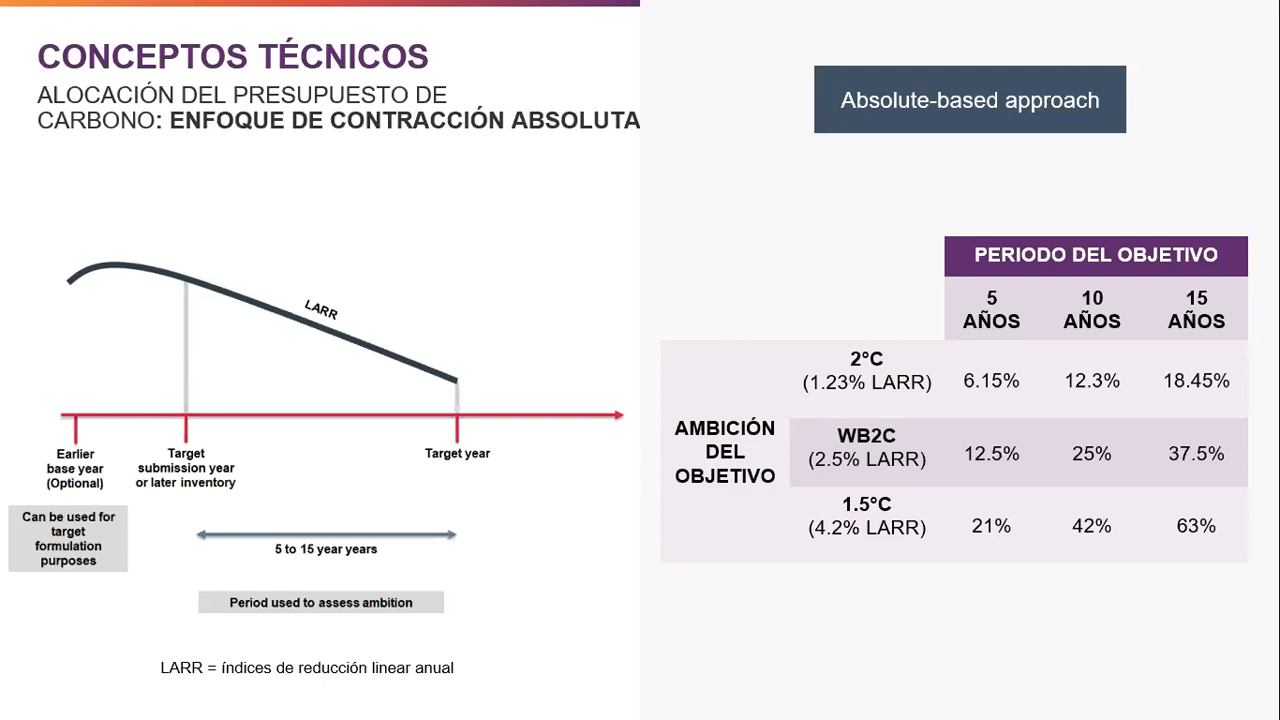 CONCEPTOS TÉCNICOS
ALOCACIÓN DEL PRESUPUESTO DE
CARBONO: ENFOQUE DE CONTRACCIÓN ABSOLUTA
LARR
Earlier
base year
(Optional)
Target
submission year
or later inventory
Target year
Can be used for
target
formulation
purposes
5 to 15 year years
Period used to assess ambition
LARR = índices de reducción linear anual
Absolute-based approach
PERIODO DEL OBJETIVO
5
AÑOS
10
AÑOS
15
AÑOS
AMBICIÓN
DEL
OBJETIVO
2°C
(1.23% LARR)
6.15%
12.3%
18.45%
WB2C
(2.5% LARR)
12.5%
25%
37.5%
1.5°C
(4.2% LARR)
21%
42%
63%